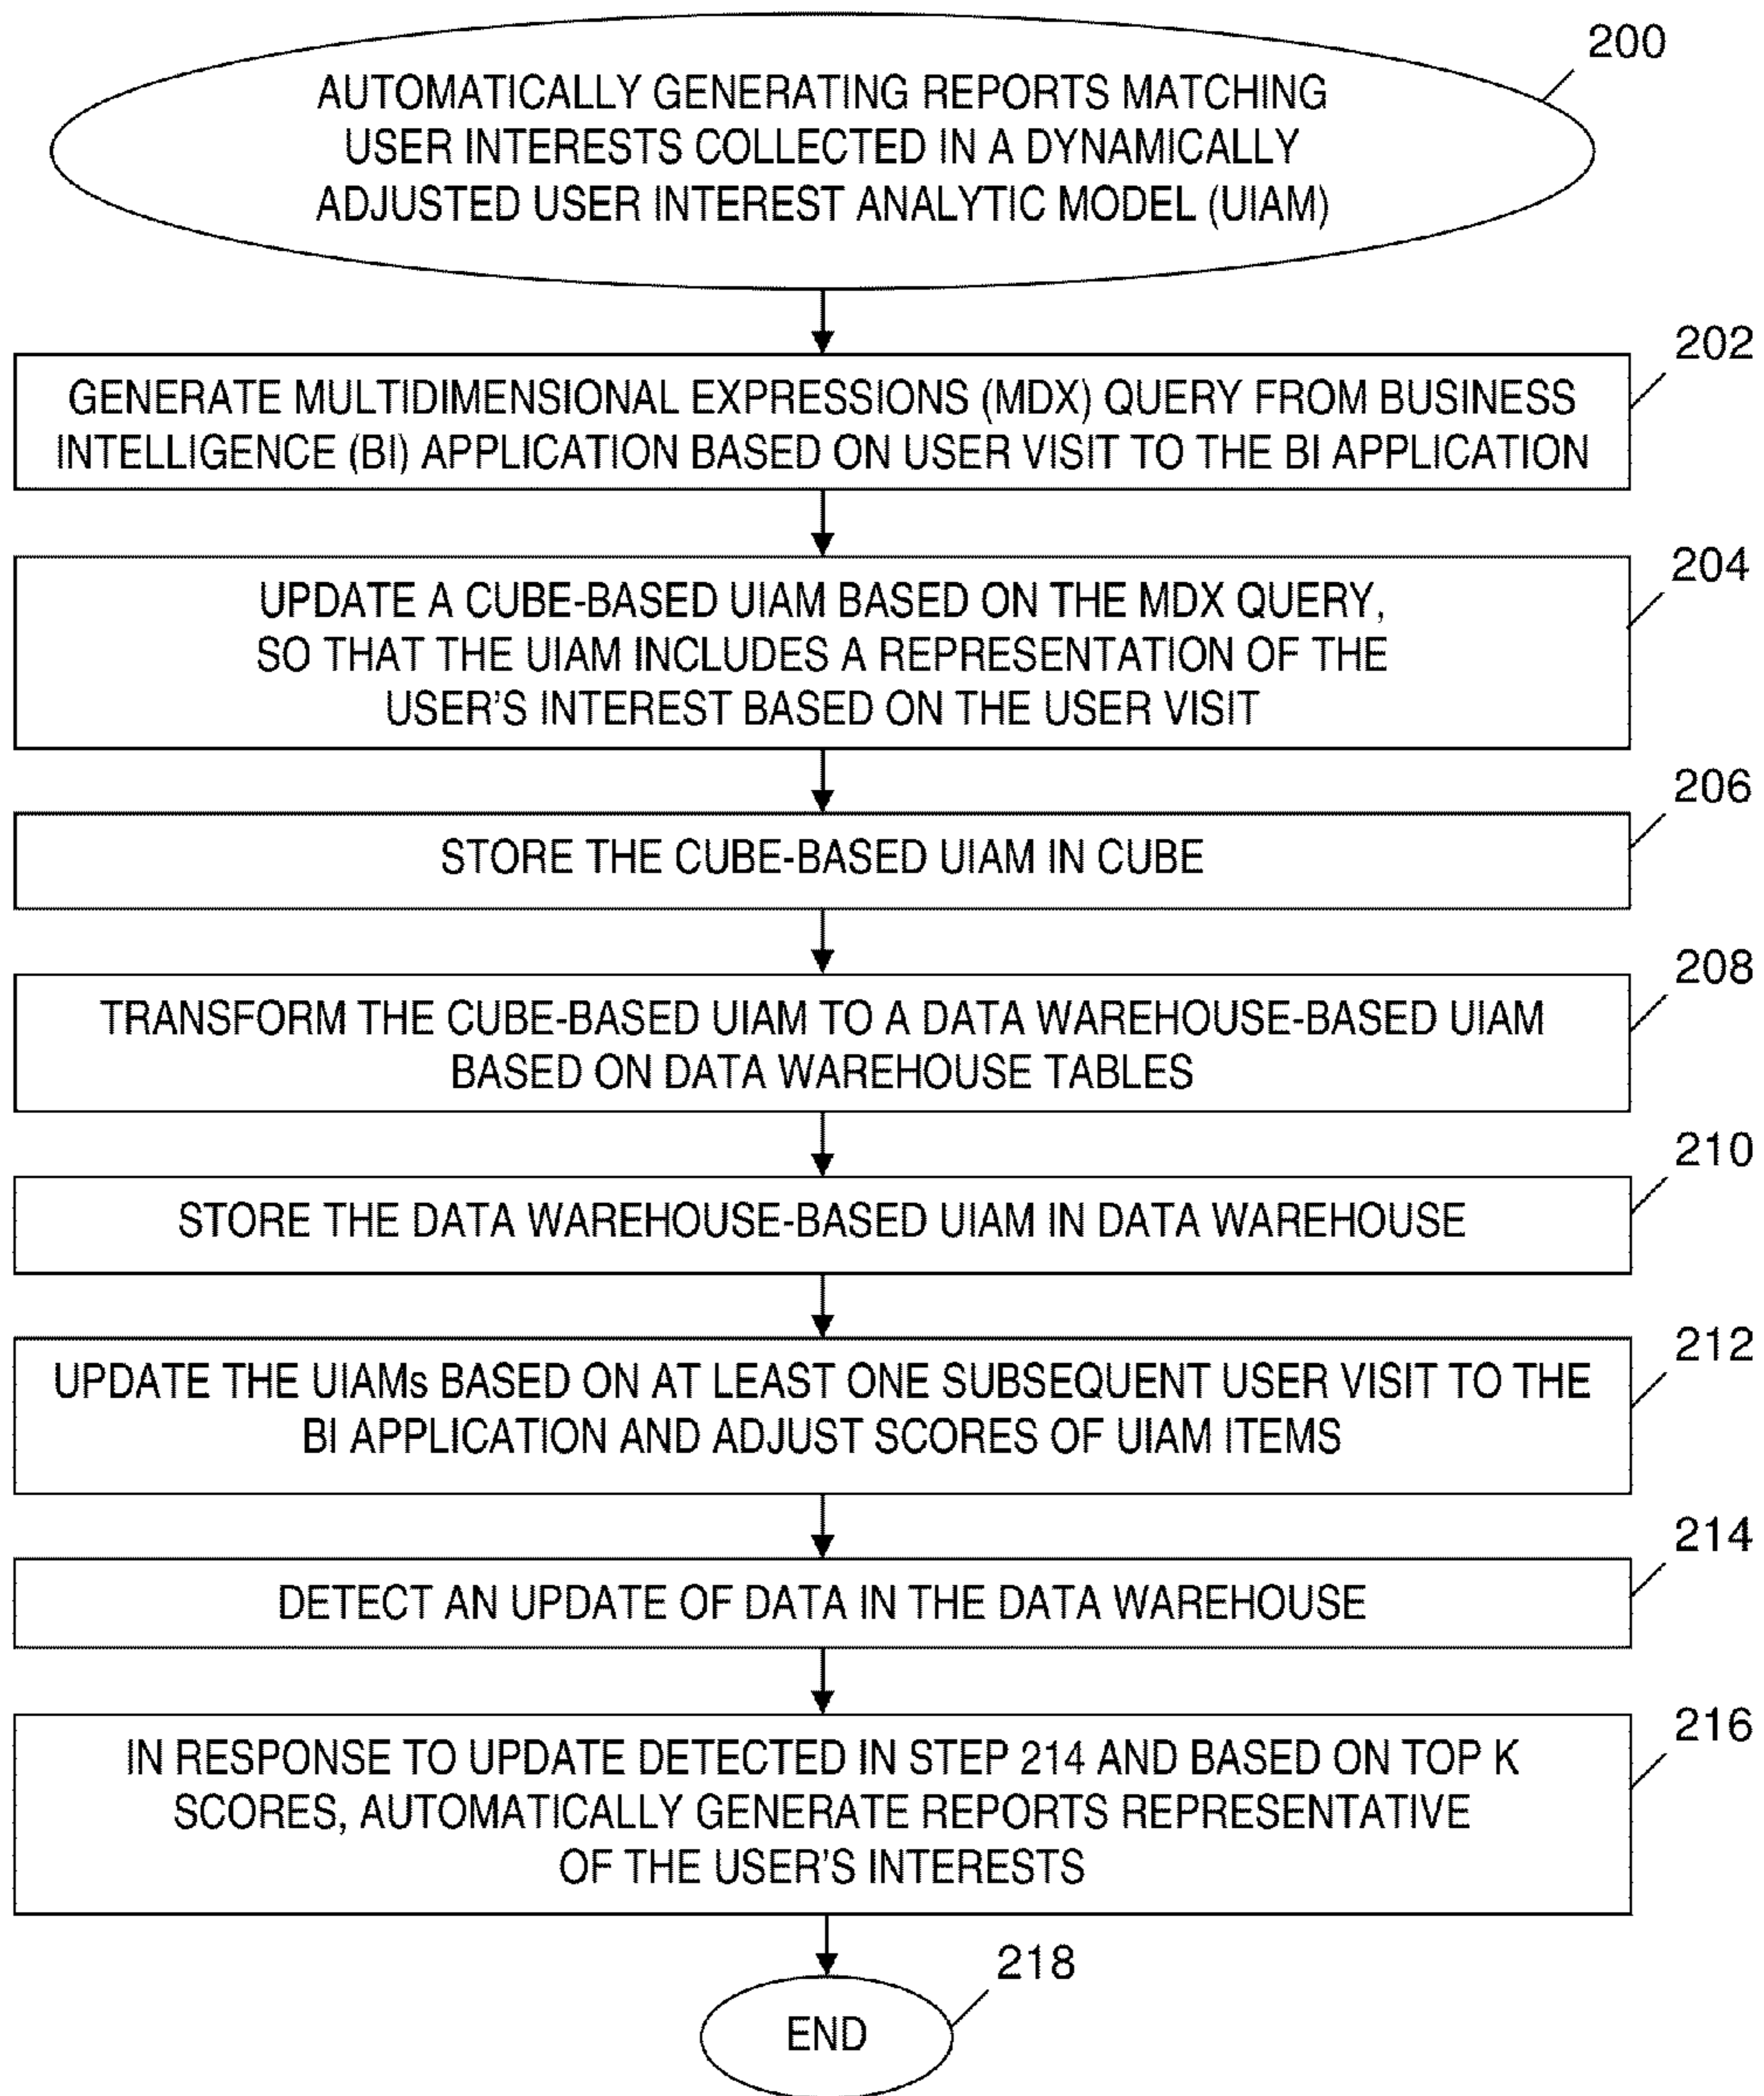 200
AUTOMATICALLY GENERATING REPORTS MATCHING
USER INTERESTS COLLECTED IN A DYNAMICALLY
ADJUSTED USER INTEREST ANALYTIC MODEL (UIAM)
202
GENERATE MULTIDIMENSIONAL EXPRESSIONS (MDX) QUERY FROM BUSINESS
INTELLIGENCE (BI) APPLICATION BASED ON USER VISIT TO THE BI APPLICATION
204
UPDATE A CUBE-BASED UIAM BASED ON THE MDX QUERY,
SO THAT THE UIAM INCLUDES A REPRESENTATION OF THE
USER'S INTEREST BASED ON THE USER VISIT
206
STORE THE CUBE-BASED UIAM IN CUBE
208
TRANSFORM THE CUBE-BASED UIAM TO A DATA WAREHOUSE-BASED UIAM
BASED ON DATA WAREHOUSE TABLES
210
STORE THE DATA WAREHOUSE-BASED UIAM IN DATA WAREHOUSE
212
UPDATE THE UIAMs BASED ON AT LEAST ONE SUBSEQUENT USER VISIT TO THE
BI APPLICATION AND ADJUST SCORES OF UIAM ITEMS
214
DETECT AN UPDATE OF DATA IN THE DATA WAREHOUSE
216
IN RESPONSE TO UPDATE DETECTED IN STEP 214 AND BASED ON TOP K
SCORES, AUTOMATICALLY GENERATE REPORTS REPRESENTATIVE
OF THE USER'S INTERESTS
218
END